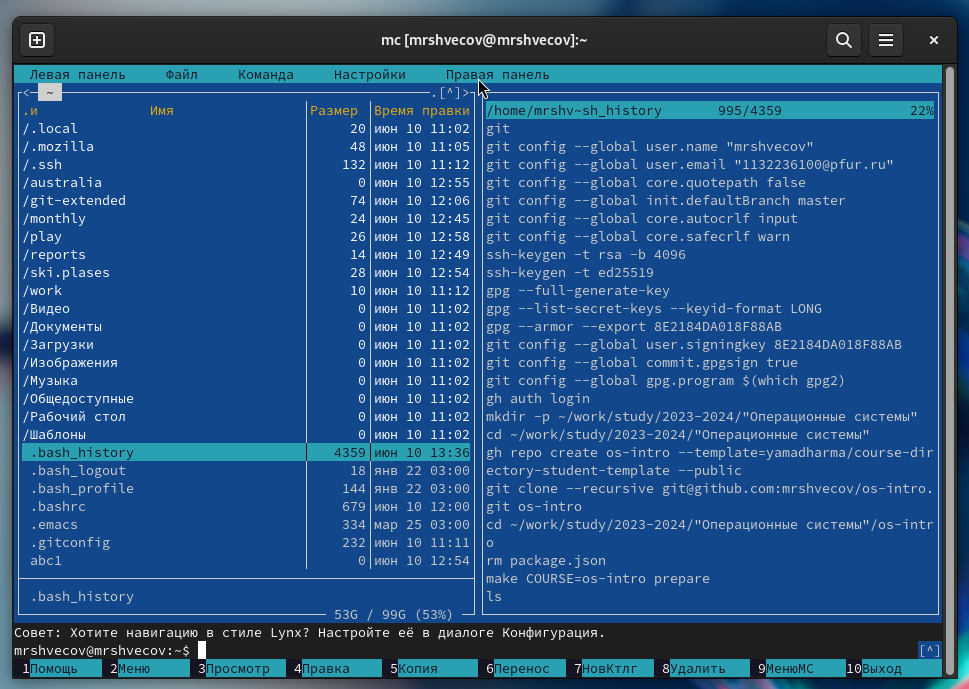 mc [mrshvecov@mrshvecov]:~
Левая панель Файл Команда Настройки Правая панель
<─ ~ .[^]>
.и Имя Размер Время правки
/.local 20 июн 10 11:02
/.mozilla 48 июн 10 11:05
/.ssh 132 июн 10 11:12
/australia 0 июн 10 12:55
/git-extended 74 июн 10 12:06
/monthly 24 июн 10 12:45
/play 26 июн 10 12:58
/reports 14 июн 10 12:49
/ski.plases 28 июн 10 12:54
/work 10 июн 10 11:12
/Видео 0 июн 10 11:02
/Документы 0 июн 10 11:02
/Загрузки 0 июн 10 11:02
/Изображения 0 июн 10 11:02
/Музыка 0 июн 10 11:02
/Общедоступные 0 июн 10 11:02
/Рабочий стол 0 июн 10 11:02
/Шаблоны 0 июн 10 11:02
.bash_history 4359 июн 10 13:36
.bash_logout 18 янв 22 03:00
.bash_profile 144 янв 22 03:00
.bashrc 679 июн 10 12:00
.emacs 334 мар 25 03:00
.gitconfig 232 июн 10 11:11
abc1 0 июн 10 12:54
.bash_history
53G / 99G (53%)
/home/mrshv~sh_history 995/4359 22%
git
git config --global user.name "mrshvecov"
git config --global user.email "1132236100@pfur.ru"
git config --global core.quotepath false
git config --global init.defaultBranch master
git config --global core.autocrlf input
git config --global core.safecrlf warn
ssh-keygen -t rsa -b 4096
ssh-keygen -t ed25519
gpg --full-generate-key
gpg --list-secret-keys --keyid-format LONG
gpg --armor --export 8E2184DA018F88AB
git config --global user.signingkey 8E2184DA018F88AB
git config --global commit.gpgsign true
git config --global gpg.program $(which gpg2)
gh auth login
mkdir -p ~/work/study/2023-2024/"Операционные системы"
cd ~/work/study/2023-2024/"Операционные системы"
gh repo create os-intro --template=yamadharma/course-dir
ectory-student-template --public
git clone --recursive git@github.com:mrshvecov/os-intro.
git os-intro
cd ~/work/study/2023-2024/"Операционные системы"/os-intr
o
rm package.json
make COURSE=os-intro prepare
ls
Совет: Хотите навигацию в стиле Lynx? Настройте её в диалоге Конфигурация.
mrshvecov@mrshvecov:~$ [^]
1Помощь 2Меню 3Просмотр 4Правка 5Копия 6Перенос 7НовКтлг 8Удалить 9МенюMC 10Выход